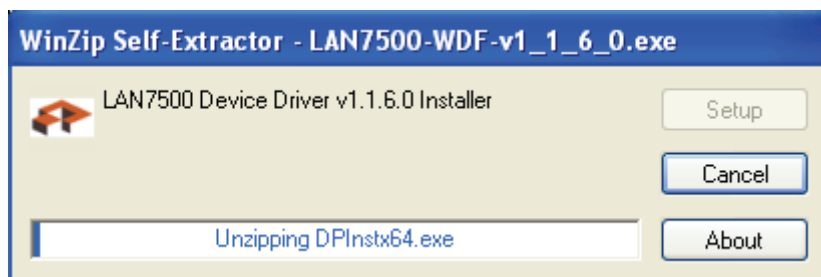 WinZip Self-Extractor - LAN7500-WDF-v1_1_6_0.exe
LAN7500 Device Driver v1.1.6.0 Installer
Setup
Cancel
Unzipping DPInstx64.exe
About